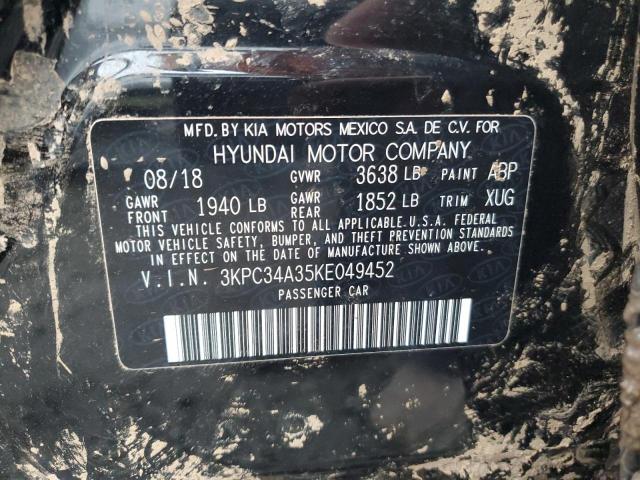 MFD. BY KIA MOTORS MEXICO S.A. DE C.V. FOR
HYUNDAI MOTOR COMPANY
08/18 GVWR 3638 LB PAINT ABP
GAWR FRONT 1940 LB GAWR REAR 1852 LB TRIM XUG
THIS VEHICLE CONFORMS TO ALL APPLICABLE U.S.A. FEDERAL
MOTOR VEHICLE SAFETY, BUMPER, AND THEFT PREVENTION STANDARDS
IN EFFECT ON THE DATE OF MANUFACTURE SHOWN ABOVE.
V.I.N. 3KPC34A35KE049452
PASSENGER CAR